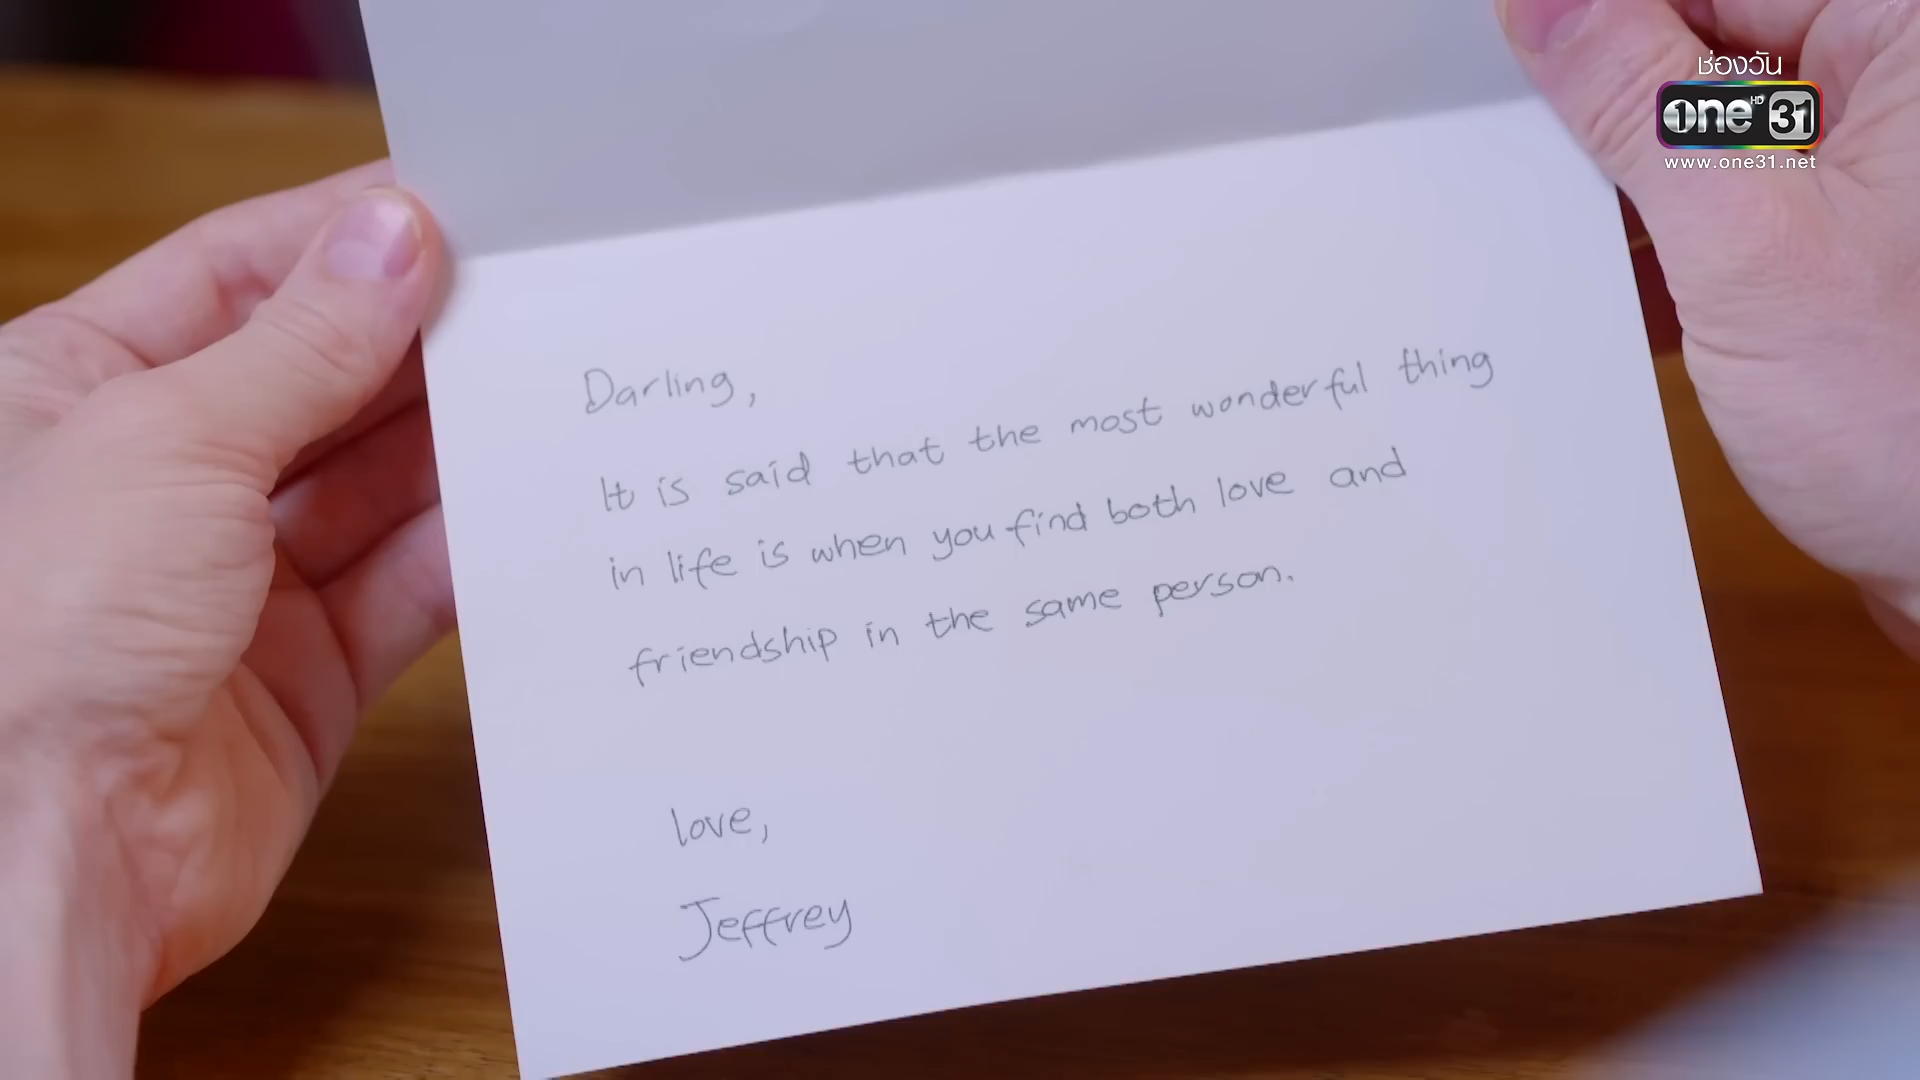 ช่องวัน
one HD 31
www.one31.net
Darling,
It is said that the most wonderful thing
in life is when you find both love and
friendship in the same person.
love,
Jeffrey